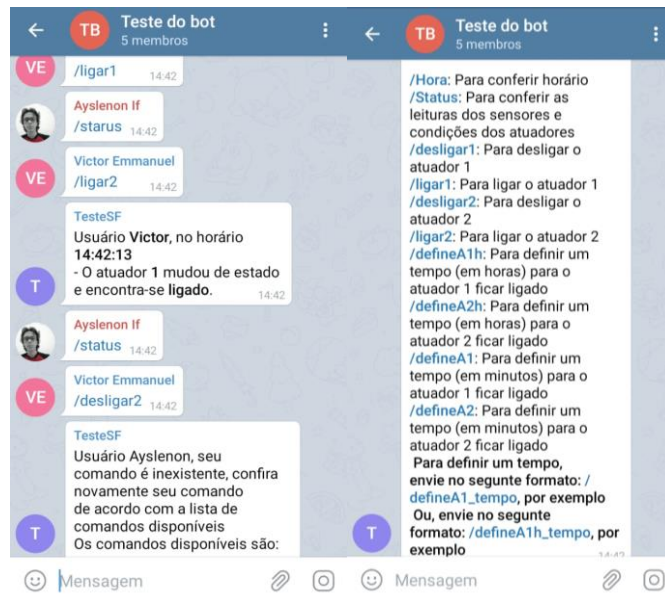 Teste do bot
TB
5 membros
VE
/ligar1 14:42
Ayslenon If
/starus 14:42
Victor Emmanuel
VE
/ligar2 14:42
TesteSF
Usuário Victor, no horário
14:42:13
- O atuador 1 mudou de estado
e encontra-se ligado.
14:42
T
Ayslenon If
/status 14:42
Victor Emmanuel
VE
/desligar2 14:42
TesteSF
Usuário Ayslenon, seu
comando é inexistente, confira
novamente seu comando
de acordo com a lista de
comandos disponíveis
T
Os comandos disponíveis são:
Mensagem
Teste do bot
TB
5 membros
/Hora: Para conferir horário
/Status: Para conferir as
leituras dos sensores e
condições dos atuadores
/desligar1: Para desligar o
atuador 1
/ligar1: Para ligar o atuador 1
/desligar2: Para desligar o
atuador 2
/ligar2: Para ligar o atuador 2
/defineA1h: Para definir um
tempo (em horas) para o
atuador 1 ficar ligado
/defineA2h: Para definir um
tempo (em horas) para o
atuador 2 ficar ligado
/defineA1: Para definir um
tempo (em minutos) para o
atuador 1 ficar ligado
/defineA2: Para definir um
tempo (em minutos) para o
atuador 2 ficar ligado
Para definir um tempo,
envie no segunte formato: /
defineA1_tempo, por exemplo
Ou, envie no segunte
T
formato: /defineA1h_tempo, por
exemplo
14:42
Mensagem